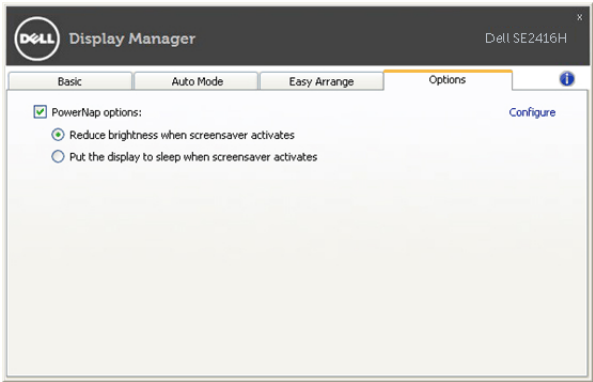 x
DELL Display Manager Dell SE2416H
Basic Auto Mode Easy Arrange Options i
PowerNap options: Configure
Reduce brightness when screensaver activates
Put the display to sleep when screensaver activates